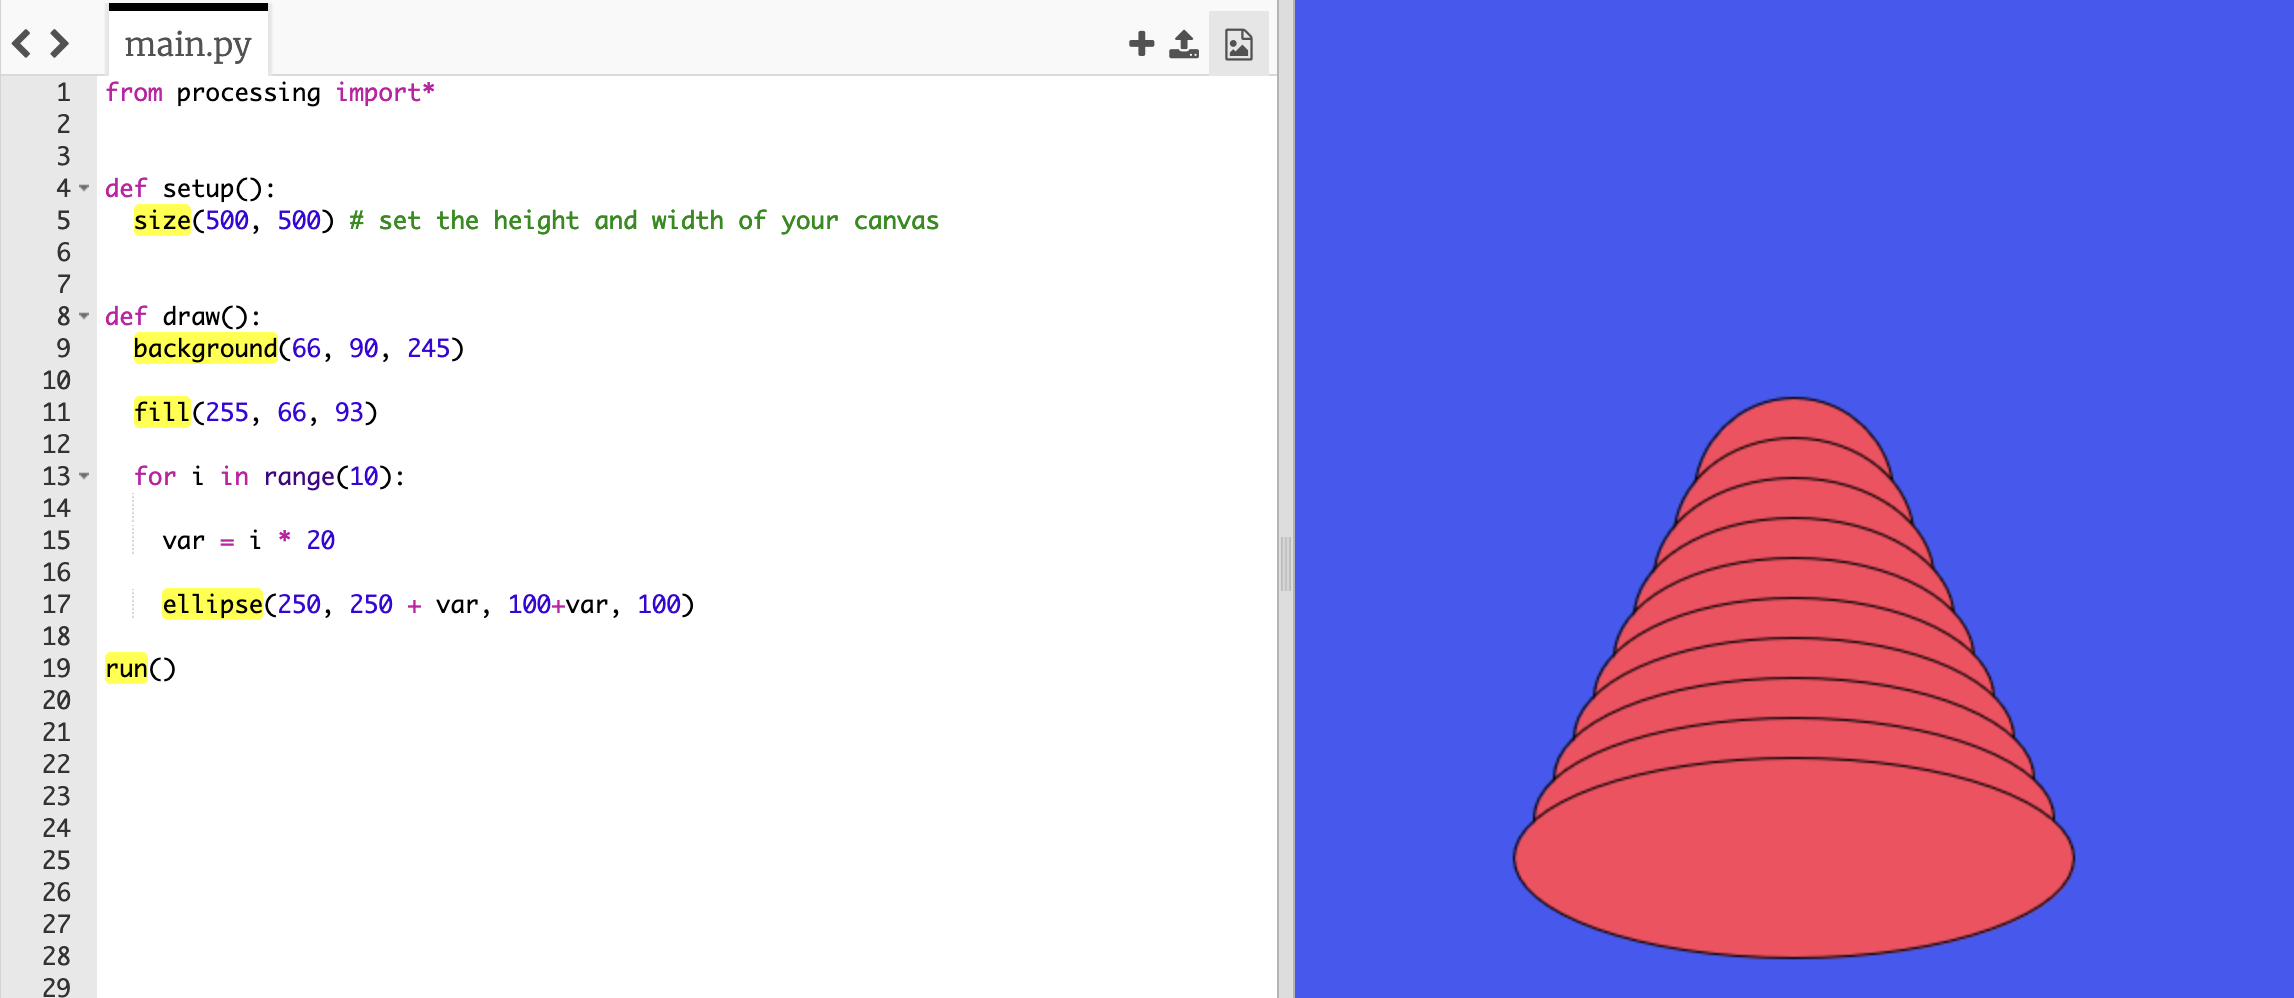 main.py
1 from processing import*
2
3
4 def setup():
5 size(500, 500) # set the height and width of your canvas
6
7
8 def draw():
9 background(66, 90, 245)
10
11 fill(255, 66, 93)
12
13 for i in range(10):
14
15 var = i * 20
16
17 ellipse(250, 250 + var, 100+var, 100)
18
19 run()
20
21
22
23
24
25
26
27
28
29